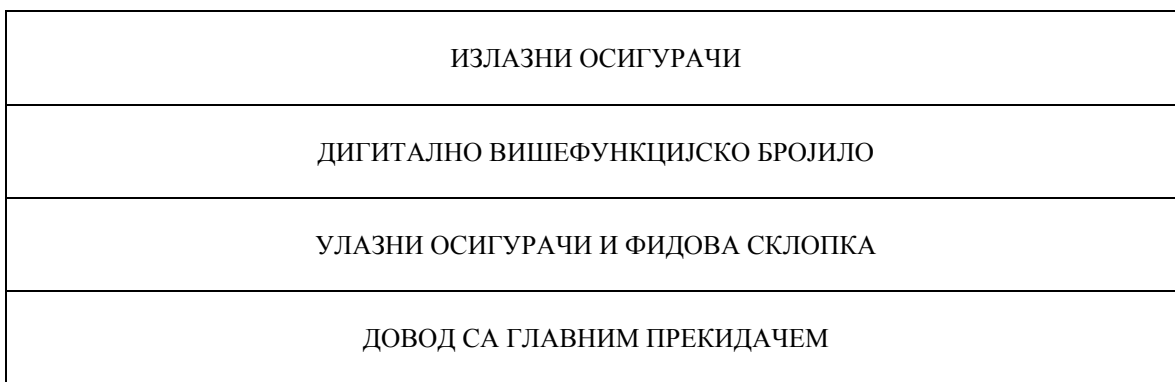 ИЗЛАЗНИ ОСИГУРАЧИ
ДИГИТАЛНО ВИШЕФУНКЦИЈСКО БРОЈИЛО
УЛАЗНИ ОСИГУРАЧИ И ФИДОВА СКЛОПКА
ДОВОД СА ГЛАВНИМ ПРЕКИДАЧЕМ